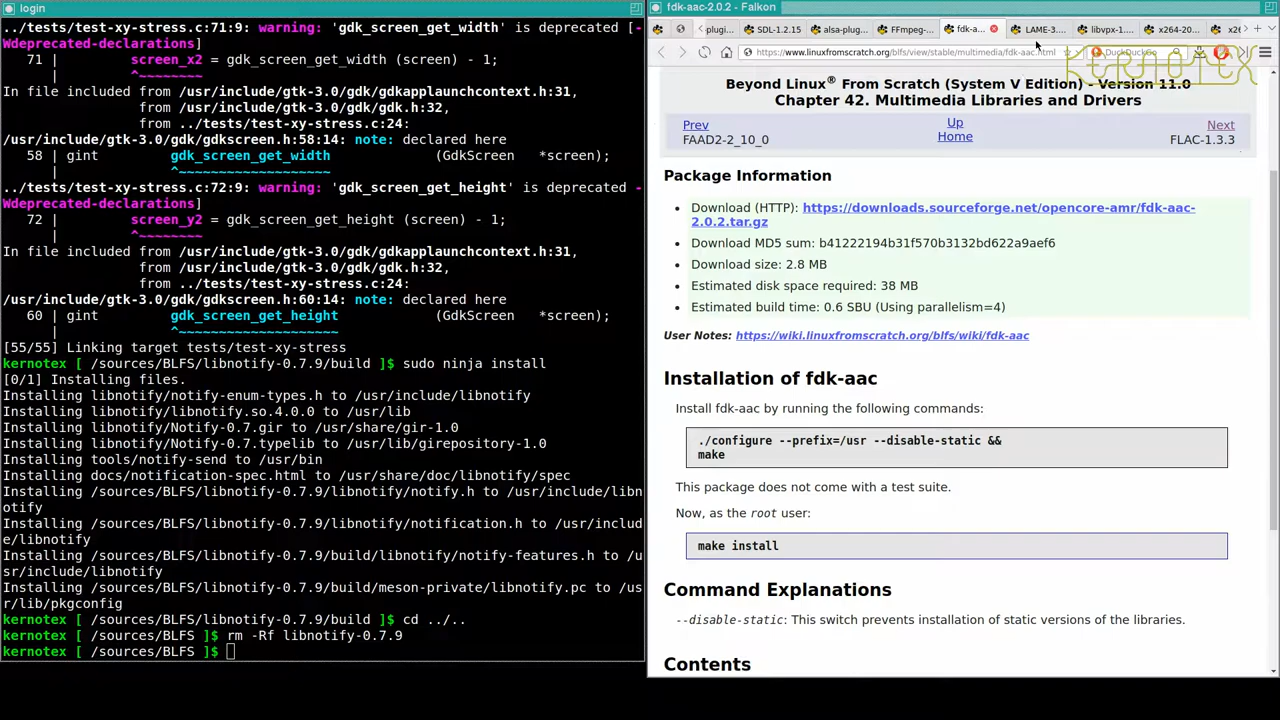 login
../tests/test-xy-stress.c:71:9: warning: 'gdk_screen_get_width' is deprecated [-
Wdeprecated-declarations]
71 | screen_x2 = gdk_screen_get_width (screen) - 1;
| ^~~~~~~~~
In file included from /usr/include/gtk-3.0/gdk/gdkapplaunchcontext.h:31,
from /usr/include/gtk-3.0/gdk/gdk.h:32,
from ../tests/test-xy-stress.c:24:
/usr/include/gtk-3.0/gdk/gdkscreen.h:58:14: note: declared here
58 | gint gdk_screen_get_width (GdkScreen *screen);
| ^~~~~~~~~~~~~~~~~~~~
../tests/test-xy-stress.c:72:9: warning: 'gdk_screen_get_height' is deprecated [-
Wdeprecated-declarations]
72 | screen_y2 = gdk_screen_get_height (screen) - 1;
| ^~~~~~~~~
In file included from /usr/include/gtk-3.0/gdk/gdkapplaunchcontext.h:31,
from /usr/include/gtk-3.0/gdk/gdk.h:32,
from ../tests/test-xy-stress.c:24:
/usr/include/gtk-3.0/gdk/gdkscreen.h:60:14: note: declared here
60 | gint gdk_screen_get_height (GdkScreen *screen);
| ^~~~~~~~~~~~~~~~~~~~~
[55/55] Linking target tests/test-xy-stress
kernotex [ /sources/BLFS/libnotify-0.7.9/build ]$ sudo ninja install
[0/1] Installing files.
Installing libnotify/notify-enum-types.h to /usr/include/libnotify
Installing libnotify/libnotify.so.4.0.0 to /usr/lib
Installing libnotify/Notify-0.7.gir to /usr/share/gir-1.0
Installing libnotify/Notify-0.7.typelib to /usr/lib/girepository-1.0
Installing tools/notify-send to /usr/bin
Installing docs/notification-spec.html to /usr/share/doc/libnotify/spec
Installing /sources/BLFS/libnotify-0.7.9/libnotify/notify.h to /usr/include/libn
otify
Installing /sources/BLFS/libnotify-0.7.9/libnotify/notification.h to /usr/includ
e/libnotify
Installing /sources/BLFS/libnotify-0.7.9/build/libnotify/notify-features.h to /u
sr/include/libnotify
Installing /sources/BLFS/libnotify-0.7.9/build/meson-private/libnotify.pc to /us
r/lib/pkgconfig
kernotex [ /sources/BLFS/libnotify-0.7.9/build ]$ cd ../..
kernotex [ /sources/BLFS ]$ rm -Rf libnotify-0.7.9
kernotex [ /sources/BLFS ]$
fdk-aac-2.0.2 - Falkon
plugi... SDL-1.2.15 alsa-plug... FFmpeg-... fdk-a... LAME-3.... libvpx-1.... x264-20... x26
https://www.linuxfromscratch.org/blfs/view/stable/multimedia/fdk-aac.html DuckDuckGo
KERNOTEX
Beyond Linux® From Scratch (System V Edition) - Version 11.0
Chapter 42. Multimedia Libraries and Drivers
Prev Up Next
FAAD2-2_10_0 Home FLAC-1.3.3
Package Information
• Download (HTTP): https://downloads.sourceforge.net/opencore-amr/fdk-aac-
2.0.2.tar.gz
• Download MD5 sum: b41222194b31f570b3132bd622a9aef6
• Download size: 2.8 MB
• Estimated disk space required: 38 MB
• Estimated build time: 0.6 SBU (Using parallelism=4)
User Notes: https://wiki.linuxfromscratch.org/blfs/wiki/fdk-aac
Installation of fdk-aac
Install fdk-aac by running the following commands:
./configure --prefix=/usr --disable-static &&
make
This package does not come with a test suite.
Now, as the root user:
make install
Command Explanations
--disable-static: This switch prevents installation of static versions of the libraries.
Contents